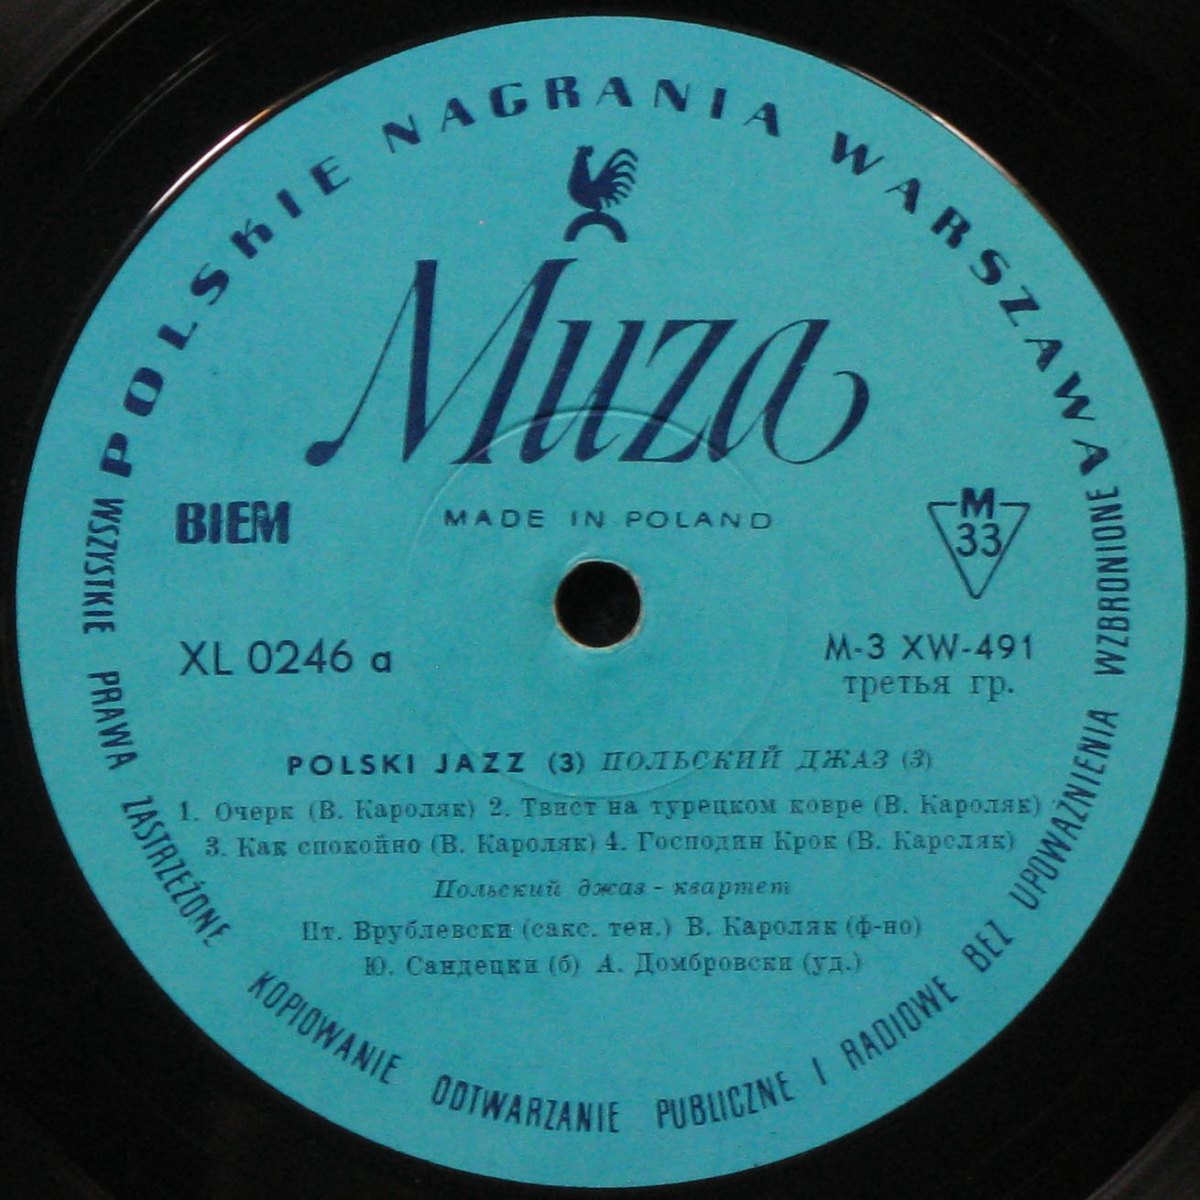 POLSKIE NAGRANIA WARSZAWA
Muza
MADE IN POLAND
BIEM
M
33
XL 0246 a
M-3 XW-491
третья гр.
POLSKI JAZZ (3) ПОЛЬСКИЙ ДЖАЗ (3)
1. Очерк (В. Кароляк) 2. Твист на турецком ковре (В. Кароляк)
3. Как спокойно (В. Кароляк) 4. Господин Крок (В. Карсляк)
Польский джаз - квартет
Пт. Врублевски (сакс. тен.) В. Кароляк (ф-но)
Ю. Сандецки (б) А. Домбровски (уд.)
WSZYSTKIE PRAWA ZASTRZEŻONE KOPIOWANIE ODTWARZANIE PUBLICZNE I RADIOWE BEZ UPOWAŻNIENIA WZBRONIONE